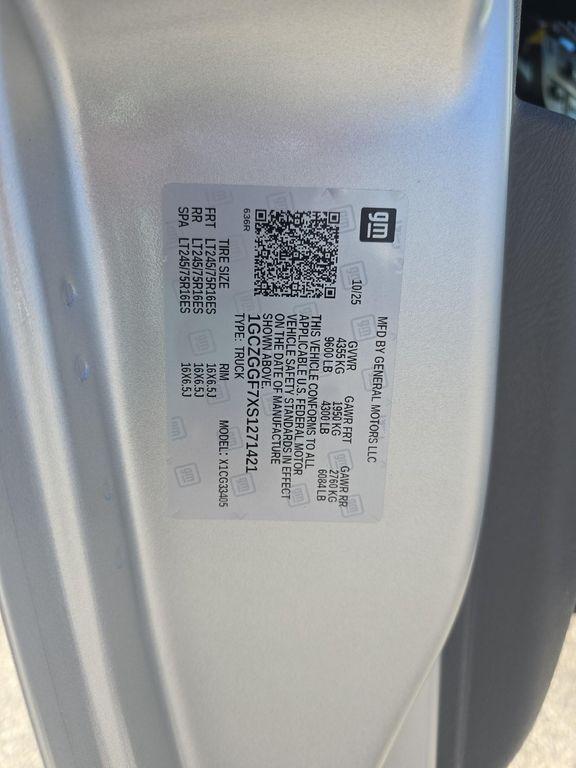 gm
MFD BY GENERAL MOTORS LLC
10/25
GVWR GAWR FRT GAWR RR
4355 KG 1950 KG 2760 KG
9600 LB 4300 LB 6084 LB
THIS VEHICLE CONFORMS TO ALL
APPLICABLE U.S. FEDERAL MOTOR
VEHICLE SAFETY STANDARDS IN EFFECT
ON THE DATE OF MANUFACTURE
SHOWN ABOVE.
1GCZGGF7XS1271421
TYPE: TRUCK MODEL: X1CG33405
636R
TIRE SIZE RIM
FRT LT245/75R16ES 16X6.5J
RR LT245/75R16ES 16X6.5J
SPA LT245/75R16ES 16X6.5J